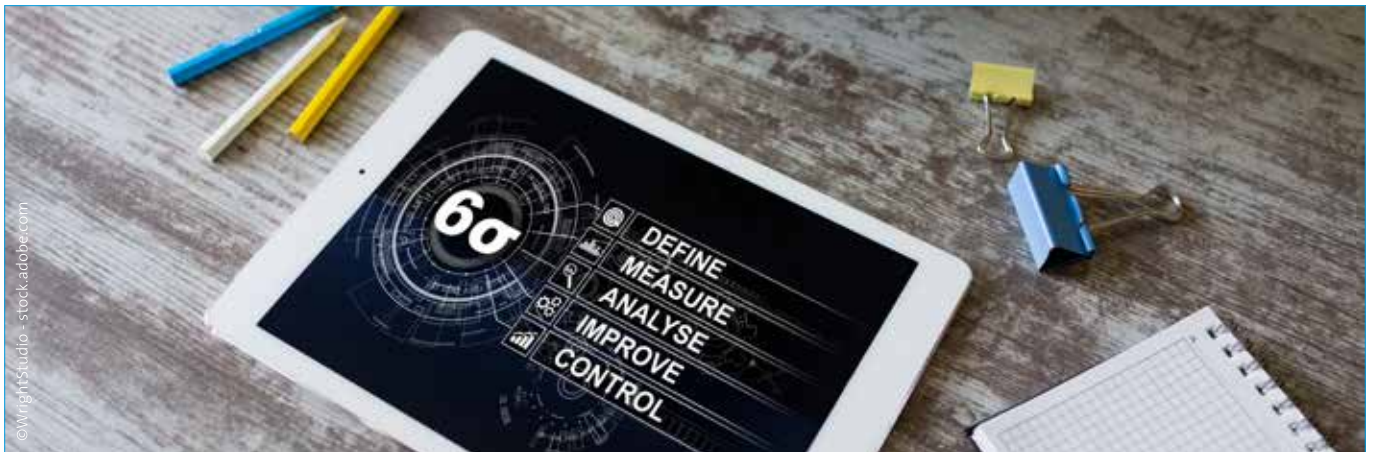 6σ
DEFINE
MEASURE
ANALYSE
IMPROVE
CONTROL
©WrightStudio - stock.adobe.com